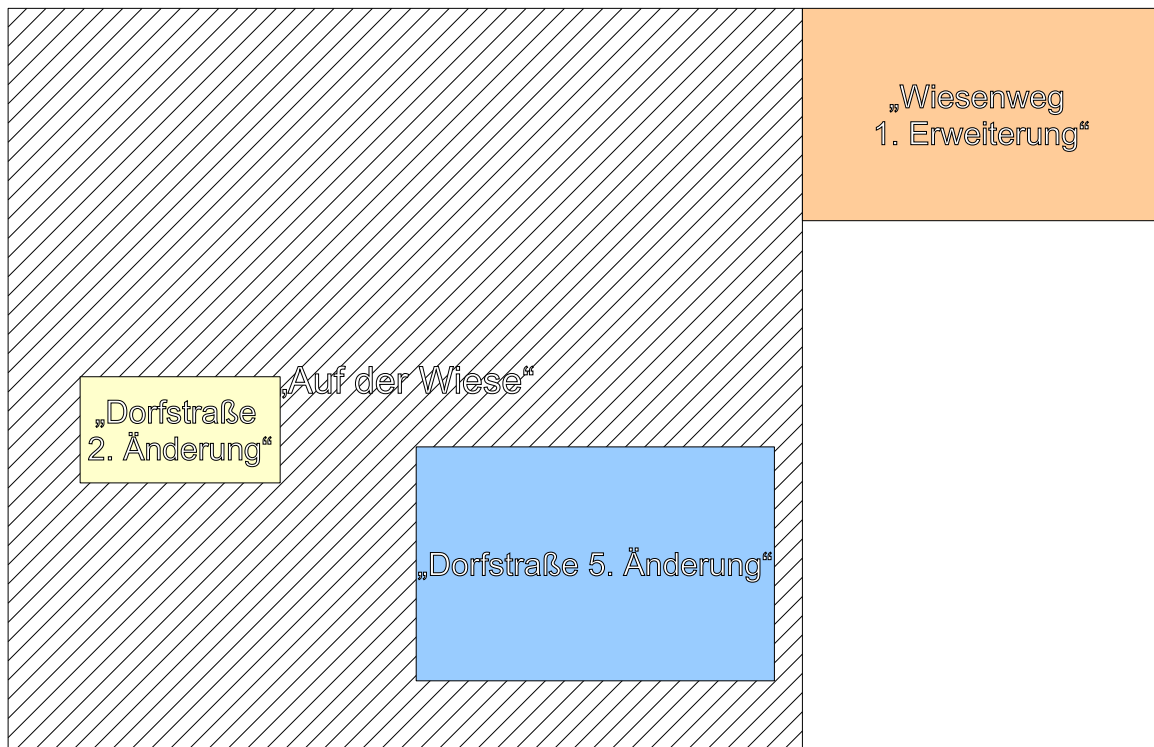 „Wiesenweg
1. Erweiterung“
„Auf der Wiese“
„Dorfstraße
2. Änderung“
„Dorfstraße 5. Änderung“